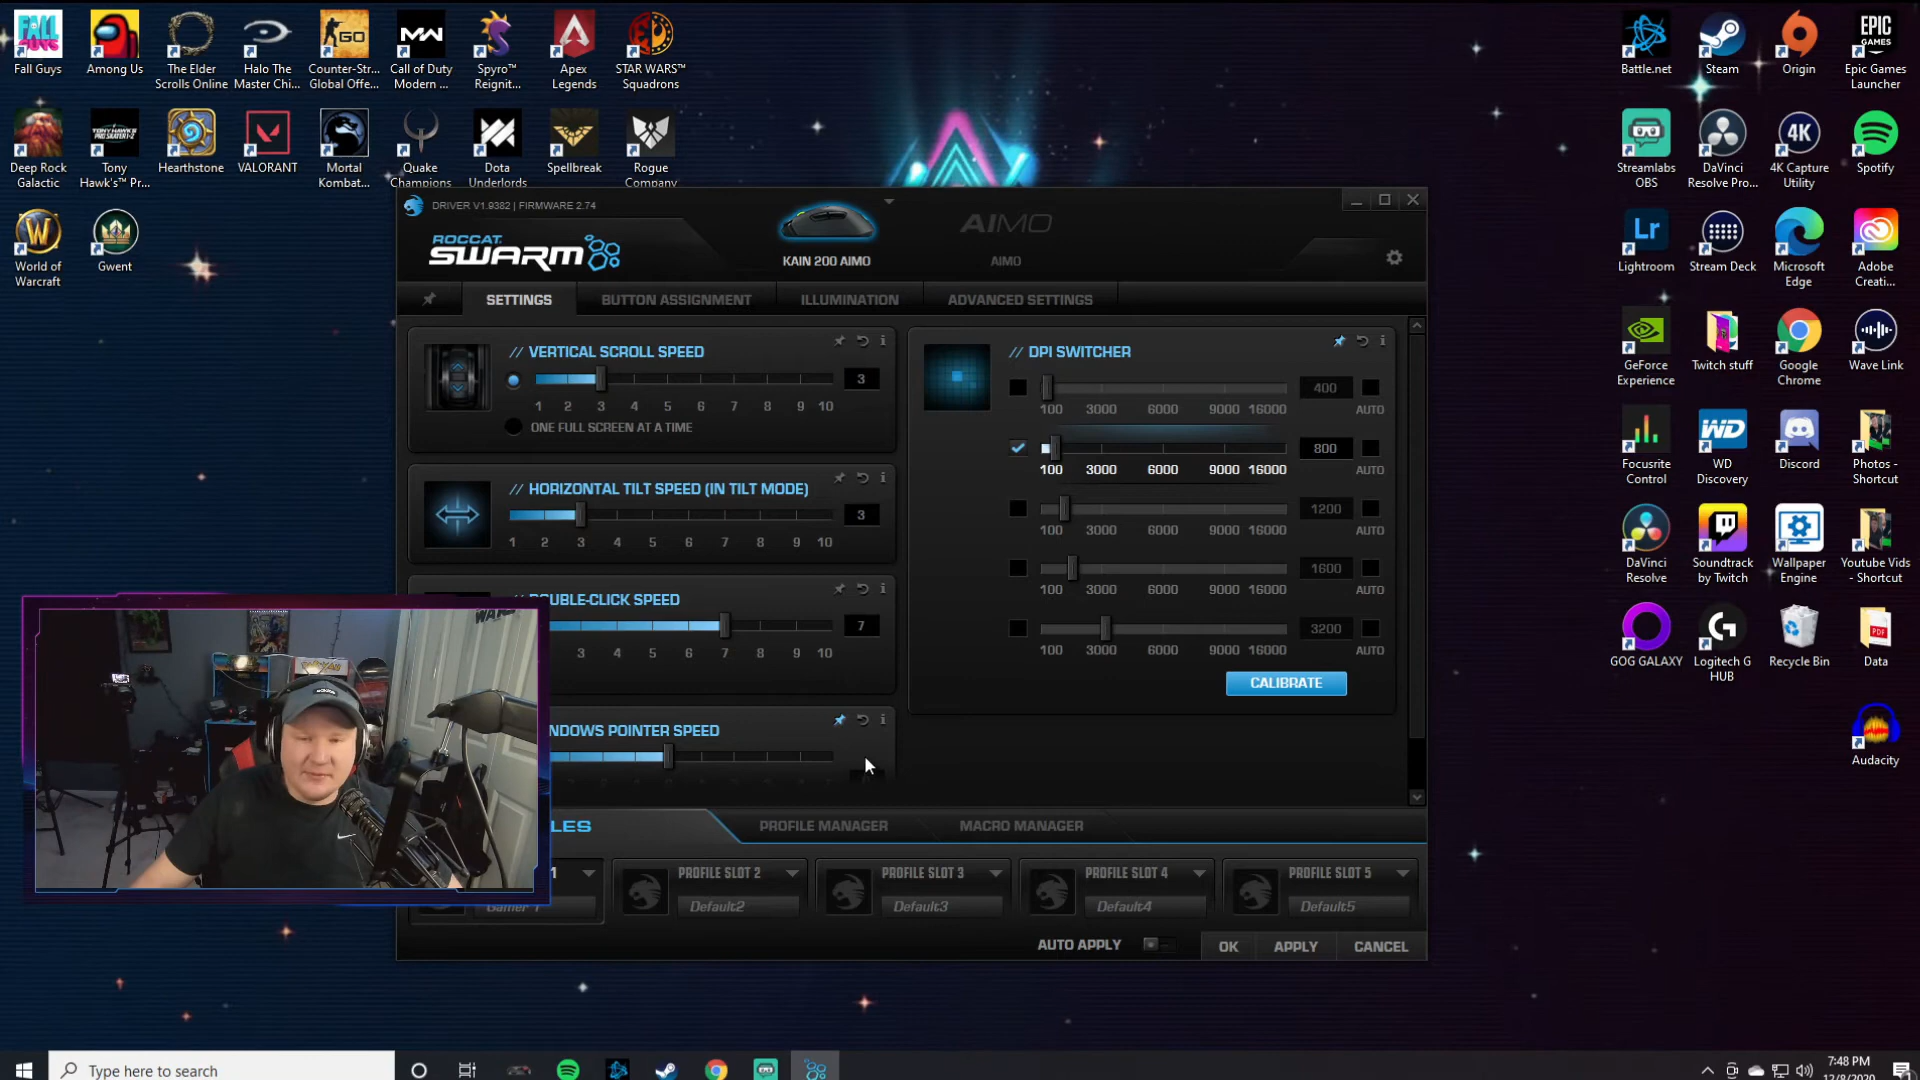 Fall Guys
Among Us
The Elder Scrolls Online
Halo The Master Chi...
Counter-Str... Global Offe...
Call of Duty Modern ...
Spyro™ Reignit...
Apex Legends
STAR WARS™ Squadrons
Battle.net
Steam
Origin
Epic Games Launcher
Deep Rock Galactic
Tony Hawk's™ Pr...
Hearthstone
VALORANT
Mortal Kombat...
Quake Champions
Dota Underlords
Spellbreak
Rogue Company
Streamlabs OBS
DaVinci Resolve Pro...
4K Capture Utility
Spotify
World of Warcraft
Gwent
Lightroom
Stream Deck
Microsoft Edge
Adobe Creati...
GeForce Experience
Twitch stuff
Google Chrome
Wave Link
Focusrite Control
WD Discovery
Discord
Photos - Shortcut
DaVinci Resolve
Soundtrack by Twitch
Wallpaper Engine
Youtube Vids - Shortcut
GOG GALAXY
Logitech G HUB
Recycle Bin
Data
Audacity
DRIVER V1.9382 | FIRMWARE 2.74
ROCCAT
SWARM
KAIN 200 AIMO
AIMO
AIMO
SETTINGS
BUTTON ASSIGNMENT
ILLUMINATION
ADVANCED SETTINGS
// VERTICAL SCROLL SPEED
3
1 2 3 4 5 6 7 8 9 10
ONE FULL SCREEN AT A TIME
// HORIZONTAL TILT SPEED (IN TILT MODE)
3
1 2 3 4 5 6 7 8 9 10
DOUBLE-CLICK SPEED
7
3 4 5 6 7 8 9 10
NDOWS POINTER SPEED
// DPI SWITCHER
400
100 3000 6000 9000 16000 AUTO
800
100 3000 6000 9000 16000 AUTO
1200
100 3000 6000 9000 16000 AUTO
1600
100 3000 6000 9000 16000 AUTO
3200
100 3000 6000 9000 16000 AUTO
CALIBRATE
LES
PROFILE MANAGER
MACRO MANAGER
1
PROFILE SLOT 2
PROFILE SLOT 3
PROFILE SLOT 4
PROFILE SLOT 5
Default2
Default3
Default4
Default5
AUTO APPLY
OK
APPLY
CANCEL
Type here to search
7:48 PM
12/8/2020